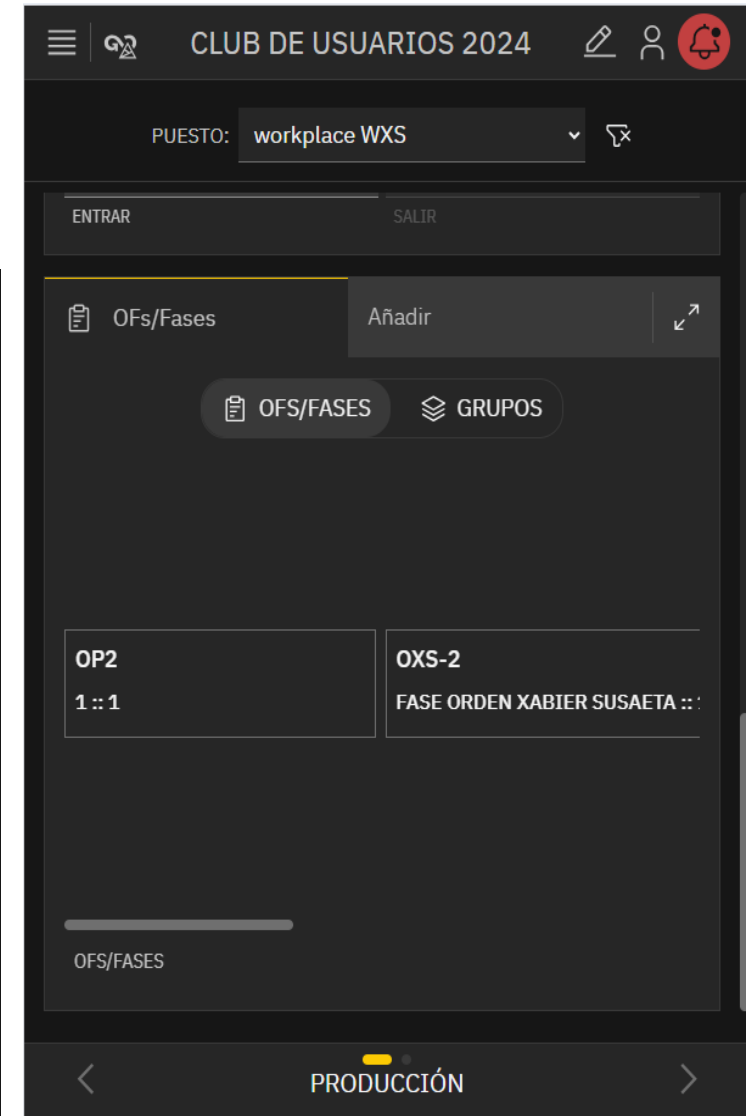 CLUB DE USUARIOS 2024
PUESTO: workplace WXS
ENTRAR SALIR
OFs/Fases Añadir
OFS/FASES GRUPOS
OP2
1 :: 1
OXS-2
FASE ORDEN XABIER SUSAETA ::
OFS/FASES
PRODUCCIÓN